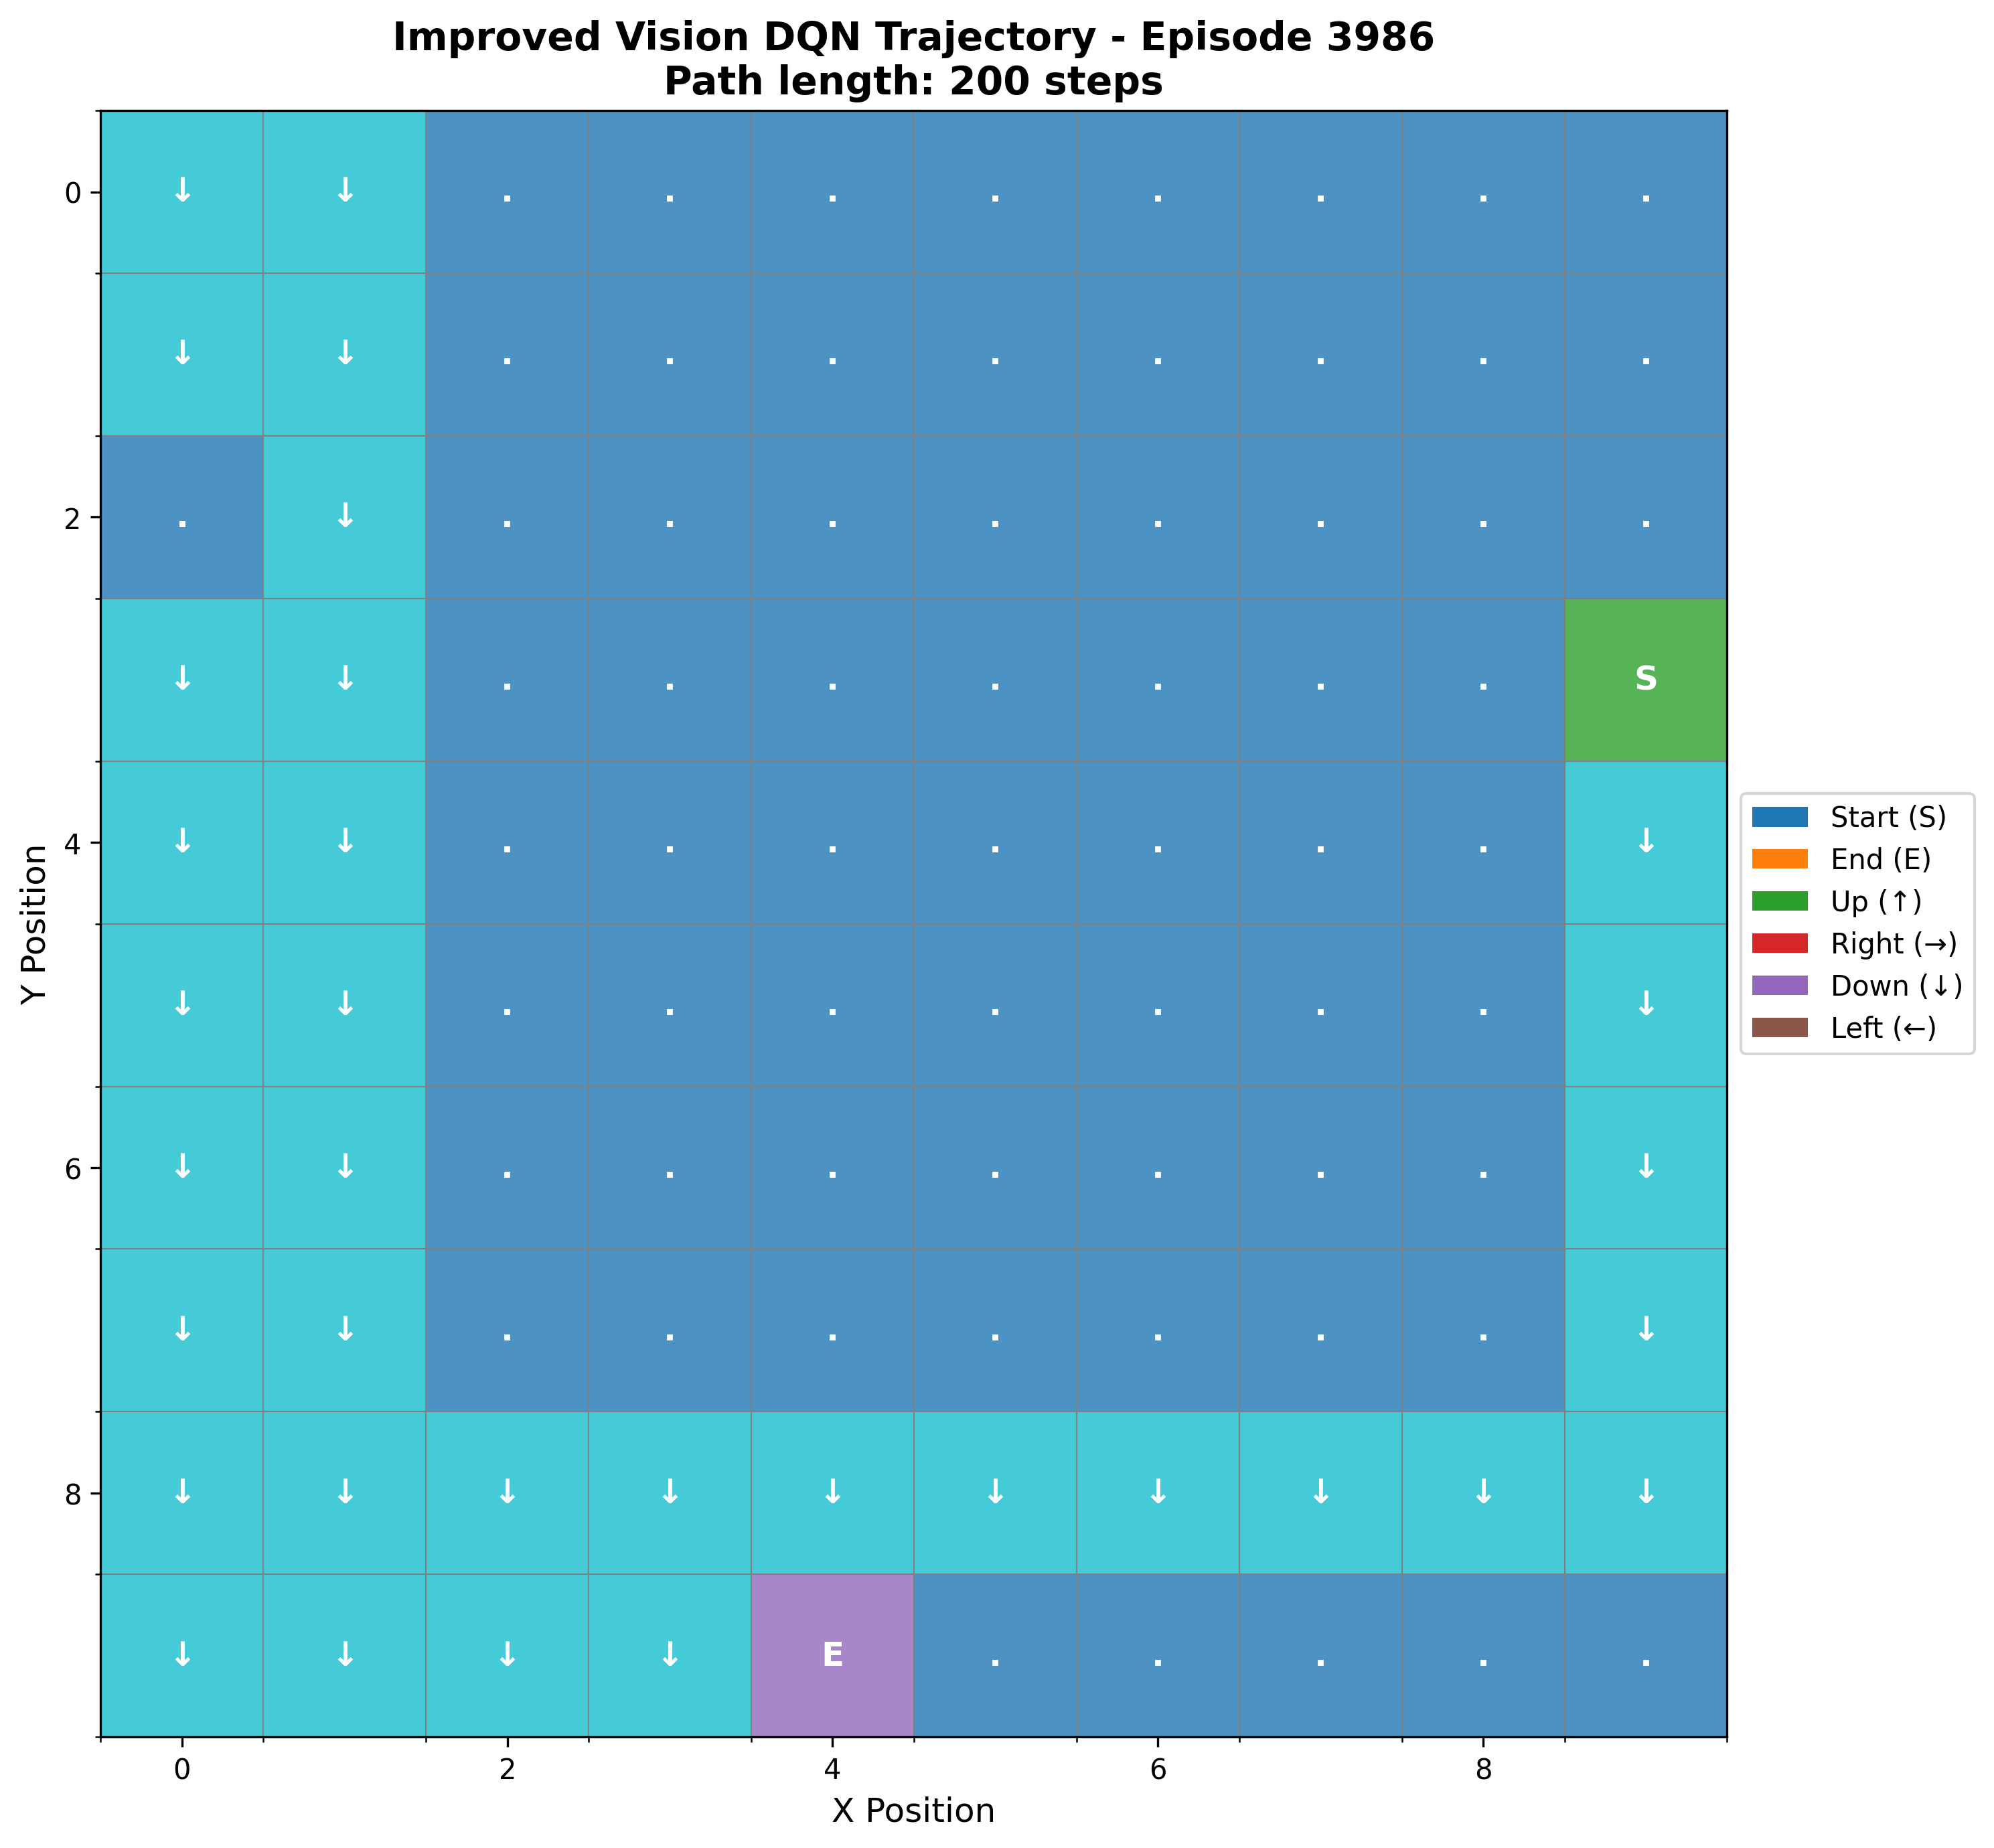 Improved Vision DQN Trajectory - Episode 3986
Path length: 200 steps
0 ↓ ↓ . . . . . . . .
↓ ↓ . . . . . . . .
2 . ↓ . . . . . . . .
↓ ↓ . . . . . . . S
4 ↓ ↓ . . . . . . . ↓
↓ ↓ . . . . . . . ↓
6 ↓ ↓ . . . . . . . ↓
↓ ↓ . . . . . . . ↓
8 ↓ ↓ ↓ ↓ ↓ ↓ ↓ ↓ ↓ ↓
↓ ↓ ↓ ↓ E . . . . .
0 2 4 6 8
X Position
Y Position
Start (S)
End (E)
Up (↑)
Right (→)
Down (↓)
Left (←)